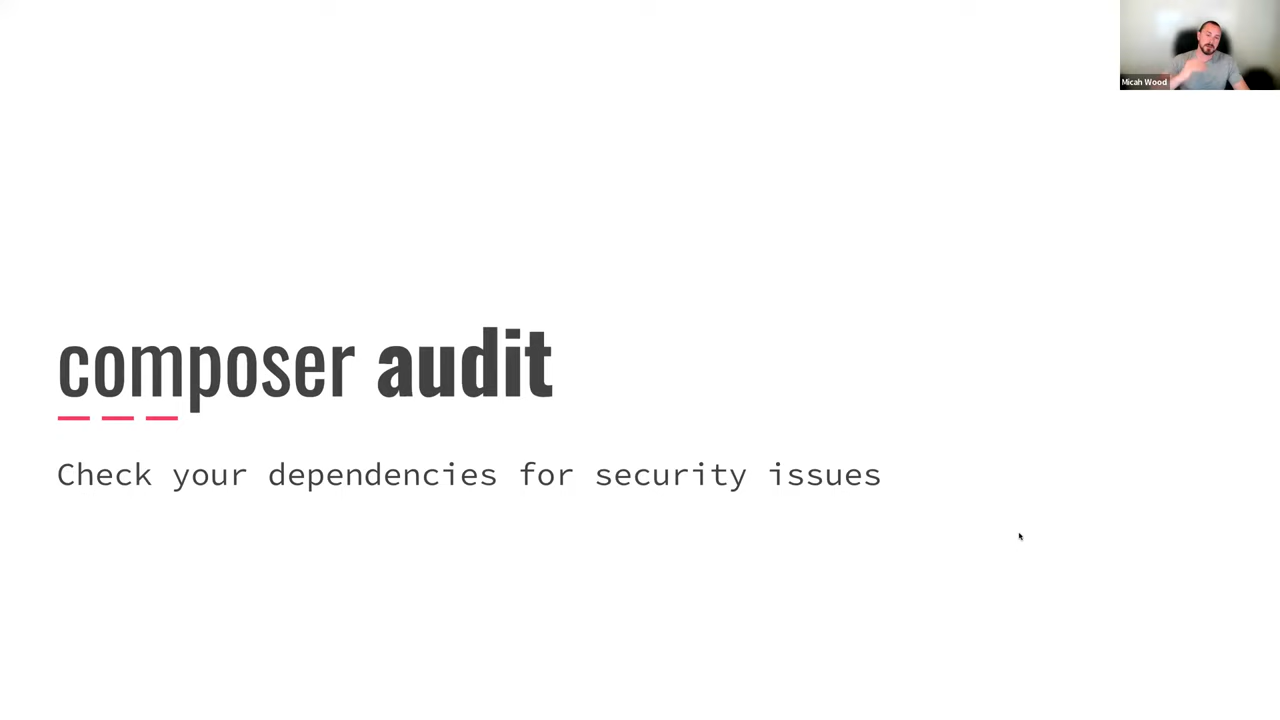 Micah Wood
composer audit
Check your dependencies for security issues